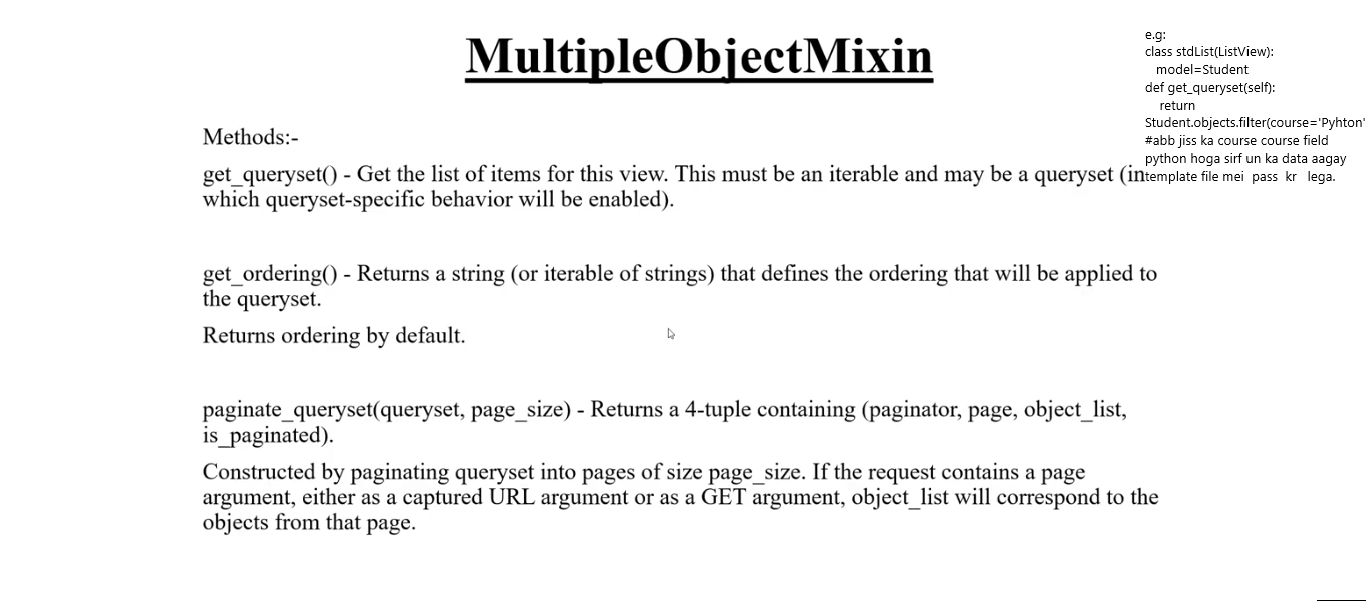 MultipleObjectMixin
e.g:
class stdList(ListView):
model=Student
def get_queryset(self):
return
Student.objects.filter(course='Pyhton'
#abb jiss ka course course field
python hoga sirf un ka data aagay
template file mei pass kr lega.
Methods:-
get_queryset() - Get the list of items for this view. This must be an iterable and may be a queryset (in
which queryset-specific behavior will be enabled).
get_ordering() - Returns a string (or iterable of strings) that defines the ordering that will be applied to
the queryset.
Returns ordering by default.
paginate_queryset(queryset, page_size) - Returns a 4-tuple containing (paginator, page, object_list,
is_paginated).
Constructed by paginating queryset into pages of size page_size. If the request contains a page
argument, either as a captured URL argument or as a GET argument, object_list will correspond to the
objects from that page.